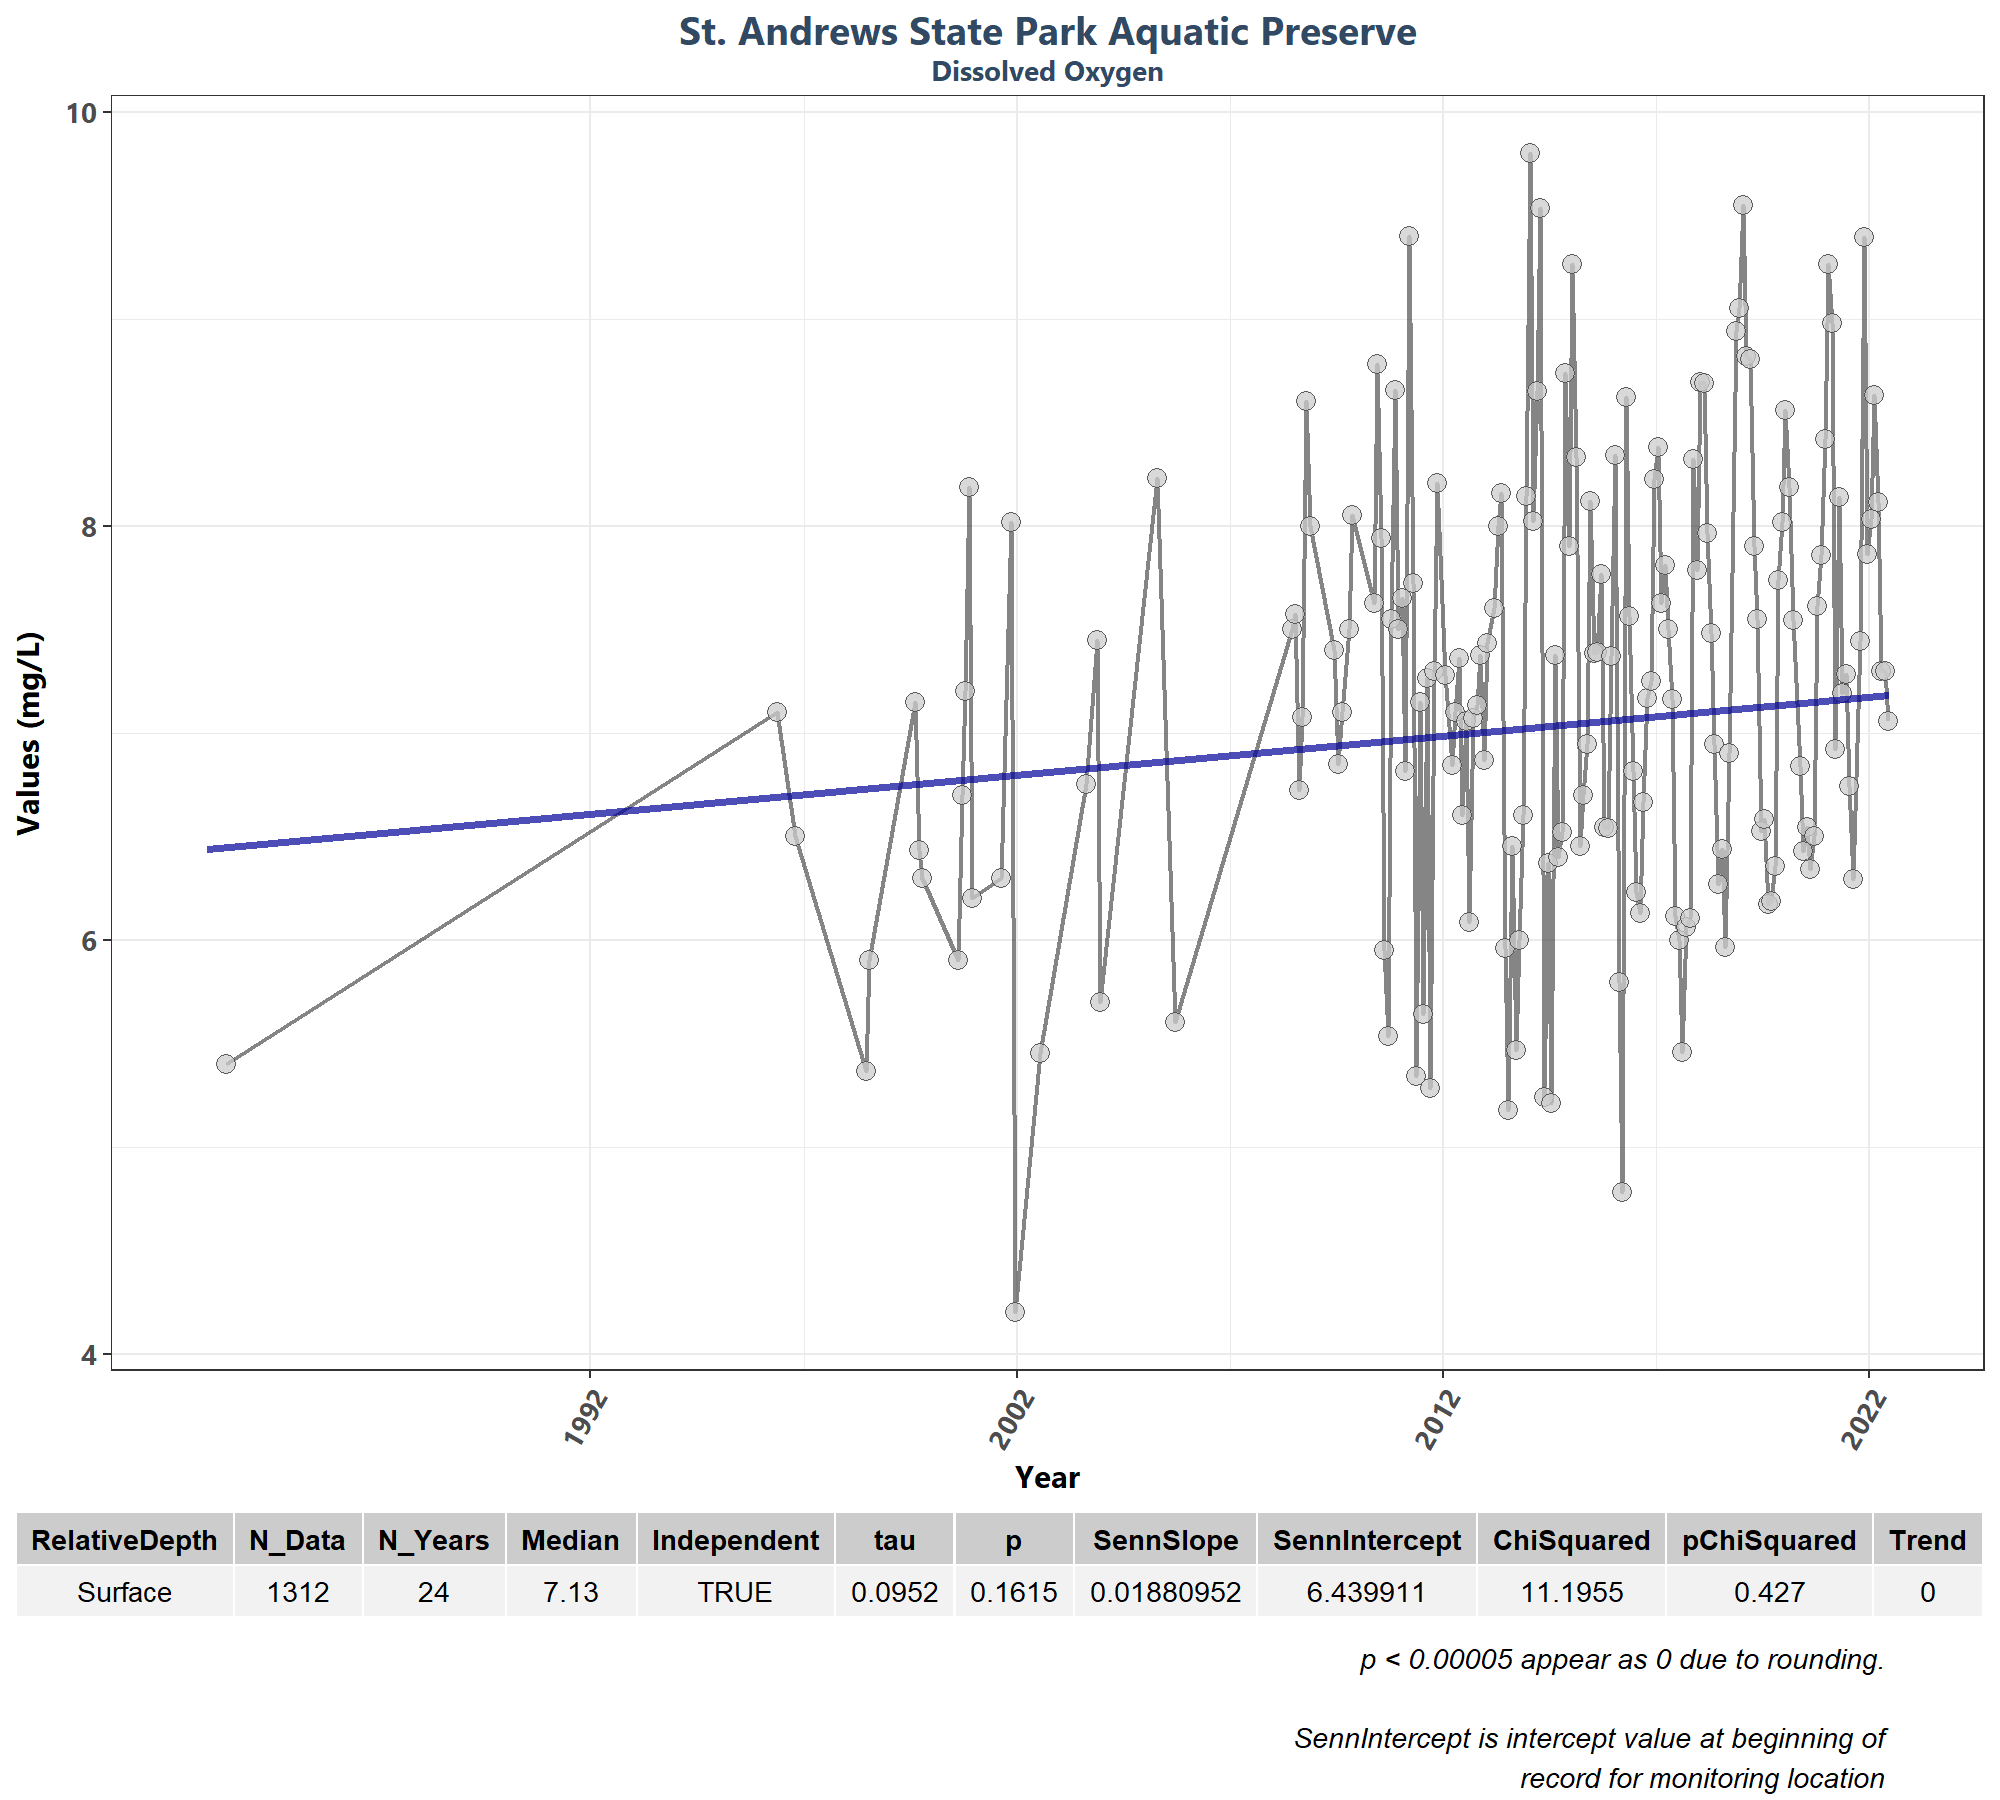 St. Andrews State Park Aquatic Preserve
Dissolved Oxygen
10
8
6
4
Values (mg/L)
1992
2002
2012
2022
Year
RelativeDepth N_Data N_Years Median Independent tau p SennSlope SennIntercept ChiSquared pChiSquared Trend
Surface 1312 24 7.13 TRUE 0.0952 0.1615 0.01880952 6.439911 11.1955 0.427 0
p < 0.00005 appear as 0 due to rounding.
SennIntercept is intercept value at beginning of
record for monitoring location